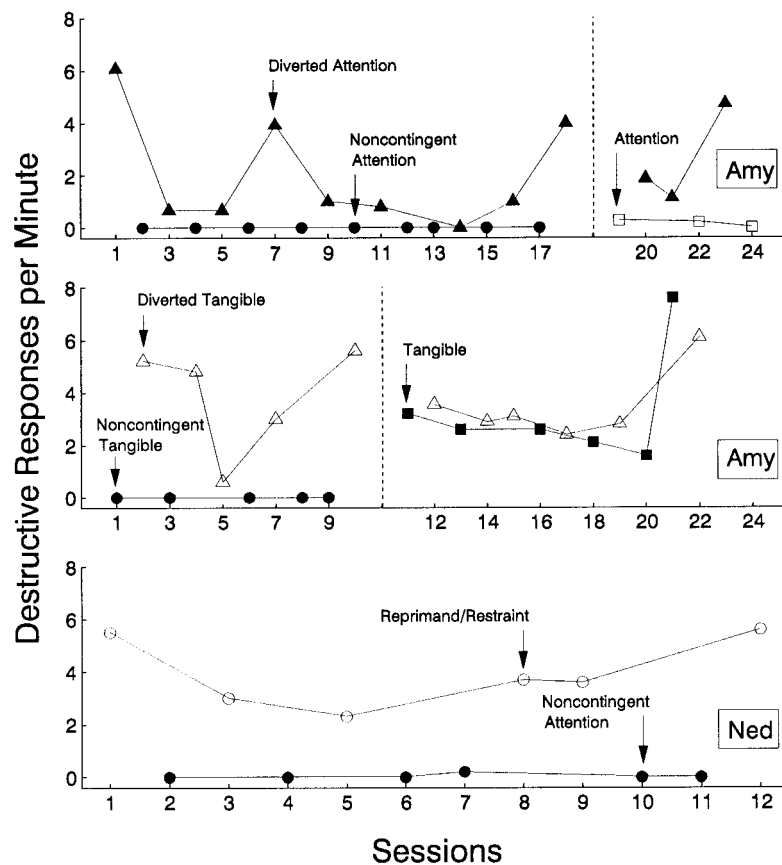 Destructive Responses per Minute
8
6
4
2
0
Diverted Attention
Noncontingent
Attention
Attention
Amy
1 3 5 7 9 11 13 15 17 20 22 24
8
6
4
2
0
Diverted Tangible
Noncontingent
Tangible
Tangible
Amy
1 3 5 7 9 12 14 16 18 20 22 24
8
6
4
2
0
Reprimand/Restraint
Noncontingent
Attention
Ned
1 2 3 4 5 6 7 8 9 10 11 12
Sessions